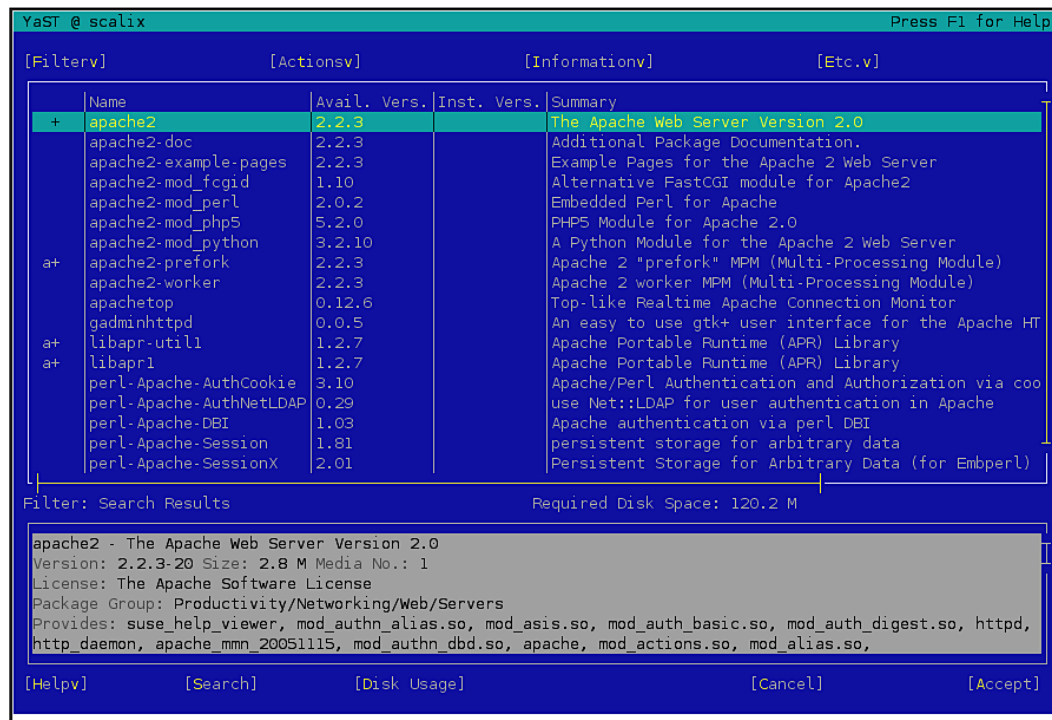 YaST @ scalix Press F1 for Help
[Filterv] [Actionsv] [Informationv] [Etc.v]
Name Avail. Vers. Inst. Vers. Summary
+ apache2 2.2.3 The Apache Web Server Version 2.0
apache2-doc 2.2.3 Additional Package Documentation.
apache2-example-pages 2.2.3 Example Pages for the Apache 2 Web Server
apache2-mod_fcgid 1.10 Alternative FastCGI module for Apache2
apache2-mod_perl 2.0.2 Embedded Perl for Apache
apache2-mod_php5 5.2.0 PHP5 Module for Apache 2.0
apache2-mod_python 3.2.10 A Python Module for the Apache 2 Web Server
a+ apache2-prefork 2.2.3 Apache 2 "prefork" MPM (Multi-Processing Module)
apache2-worker 2.2.3 Apache 2 worker MPM (Multi-Processing Module)
apachetop 0.12.6 Top-like Realtime Apache Connection Monitor
gadminhttpd 0.0.5 An easy to use gtk+ user interface for the Apache HT
a+ libapr-util1 1.2.7 Apache Portable Runtime (APR) Library
a+ libapr1 1.2.7 Apache Portable Runtime (APR) Library
perl-Apache-AuthCookie 3.10 Apache/Perl Authentication and Authorization via coo
perl-Apache-AuthNetLDAP 0.29 use Net::LDAP for user authentication in Apache
perl-Apache-DBI 1.03 Apache authentication via perl DBI
perl-Apache-Session 1.81 persistent storage for arbitrary data
perl-Apache-SessionX 2.01 Persistent Storage for Arbitrary Data (for Embperl)
Filter: Search Results Required Disk Space: 120.2 M
apache2 - The Apache Web Server Version 2.0
Version: 2.2.3-20 Size: 2.8 M Media No.: 1
License: The Apache Software License
Package Group: Productivity/Networking/Web/Servers
Provides: suse_help_viewer, mod_authn_alias.so, mod_asis.so, mod_auth_basic.so, mod_auth_digest.so, httpd,
http_daemon, apache_mmn_20051115, mod_authn_dbd.so, apache, mod_actions.so, mod_alias.so,
[Helpv] [Search] [Disk Usage] [Cancel] [Accept]